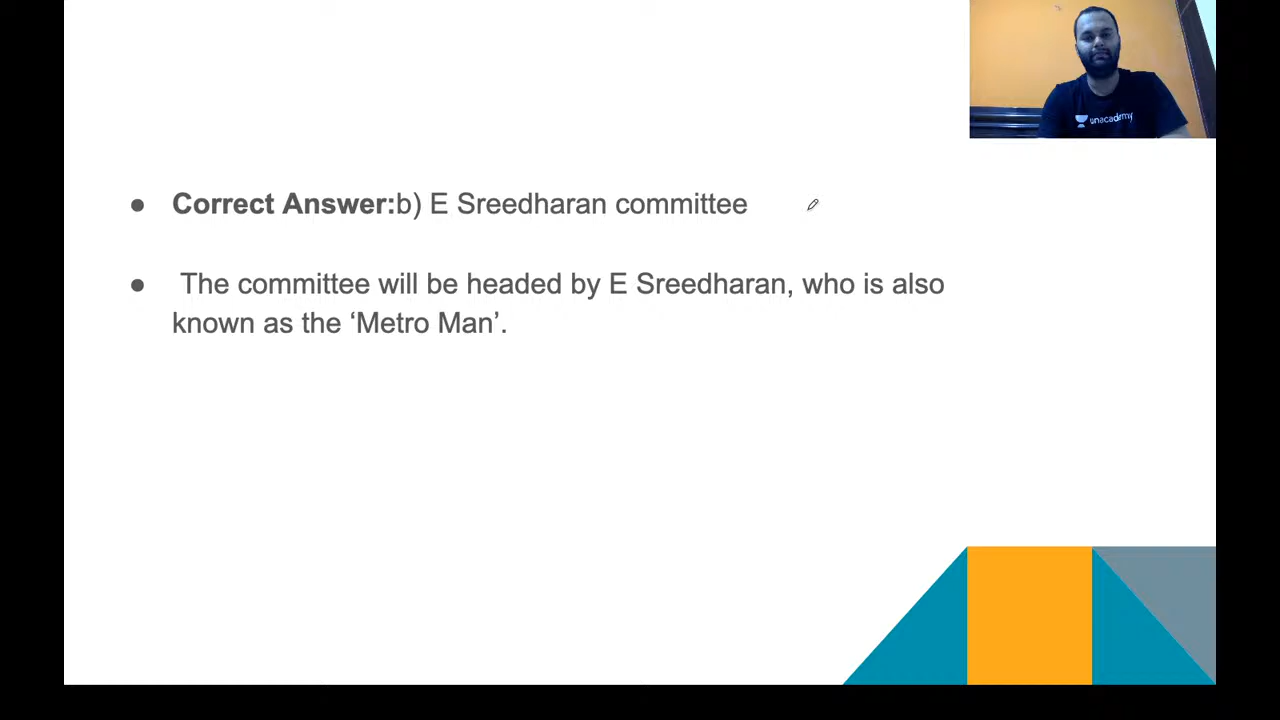 unacademy
● Correct Answer:b) E Sreedharan committee
● The committee will be headed by E Sreedharan, who is also
known as the ‘Metro Man’.